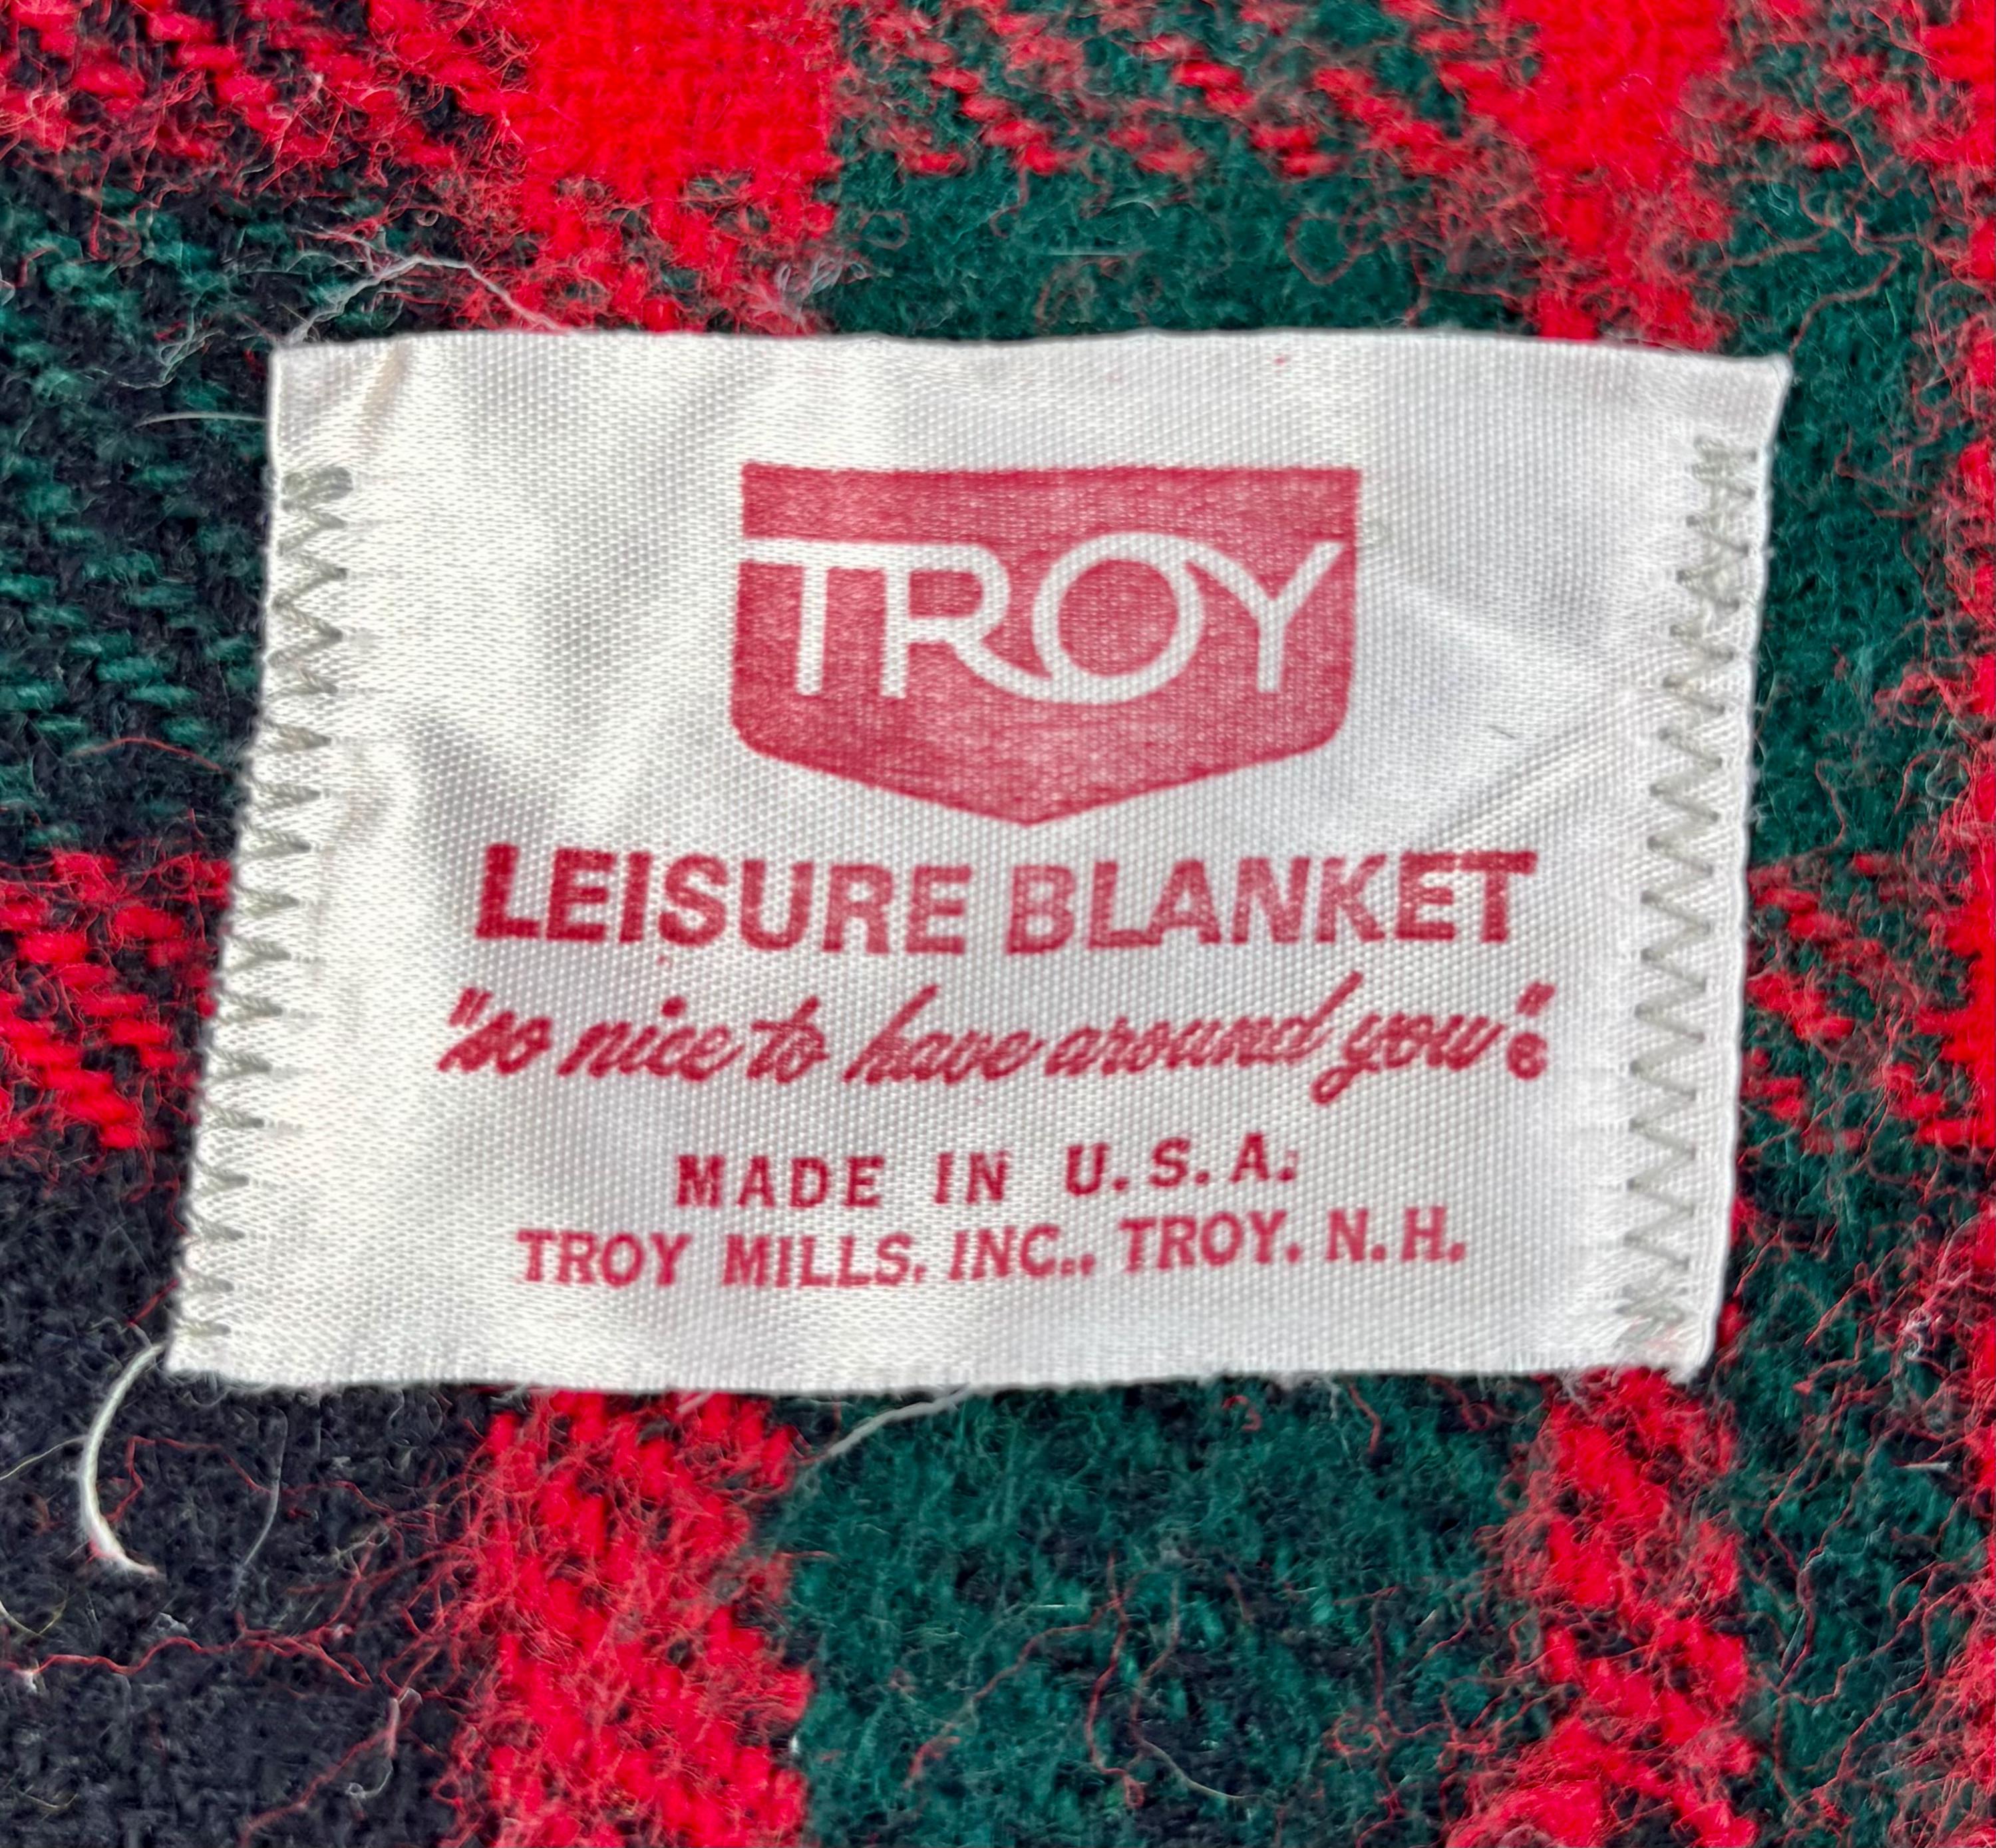 TROY
LEISURE BLANKET
"so nice to have around you"®
MADE IN U.S.A.
TROY MILLS, INC., TROY, N.H.